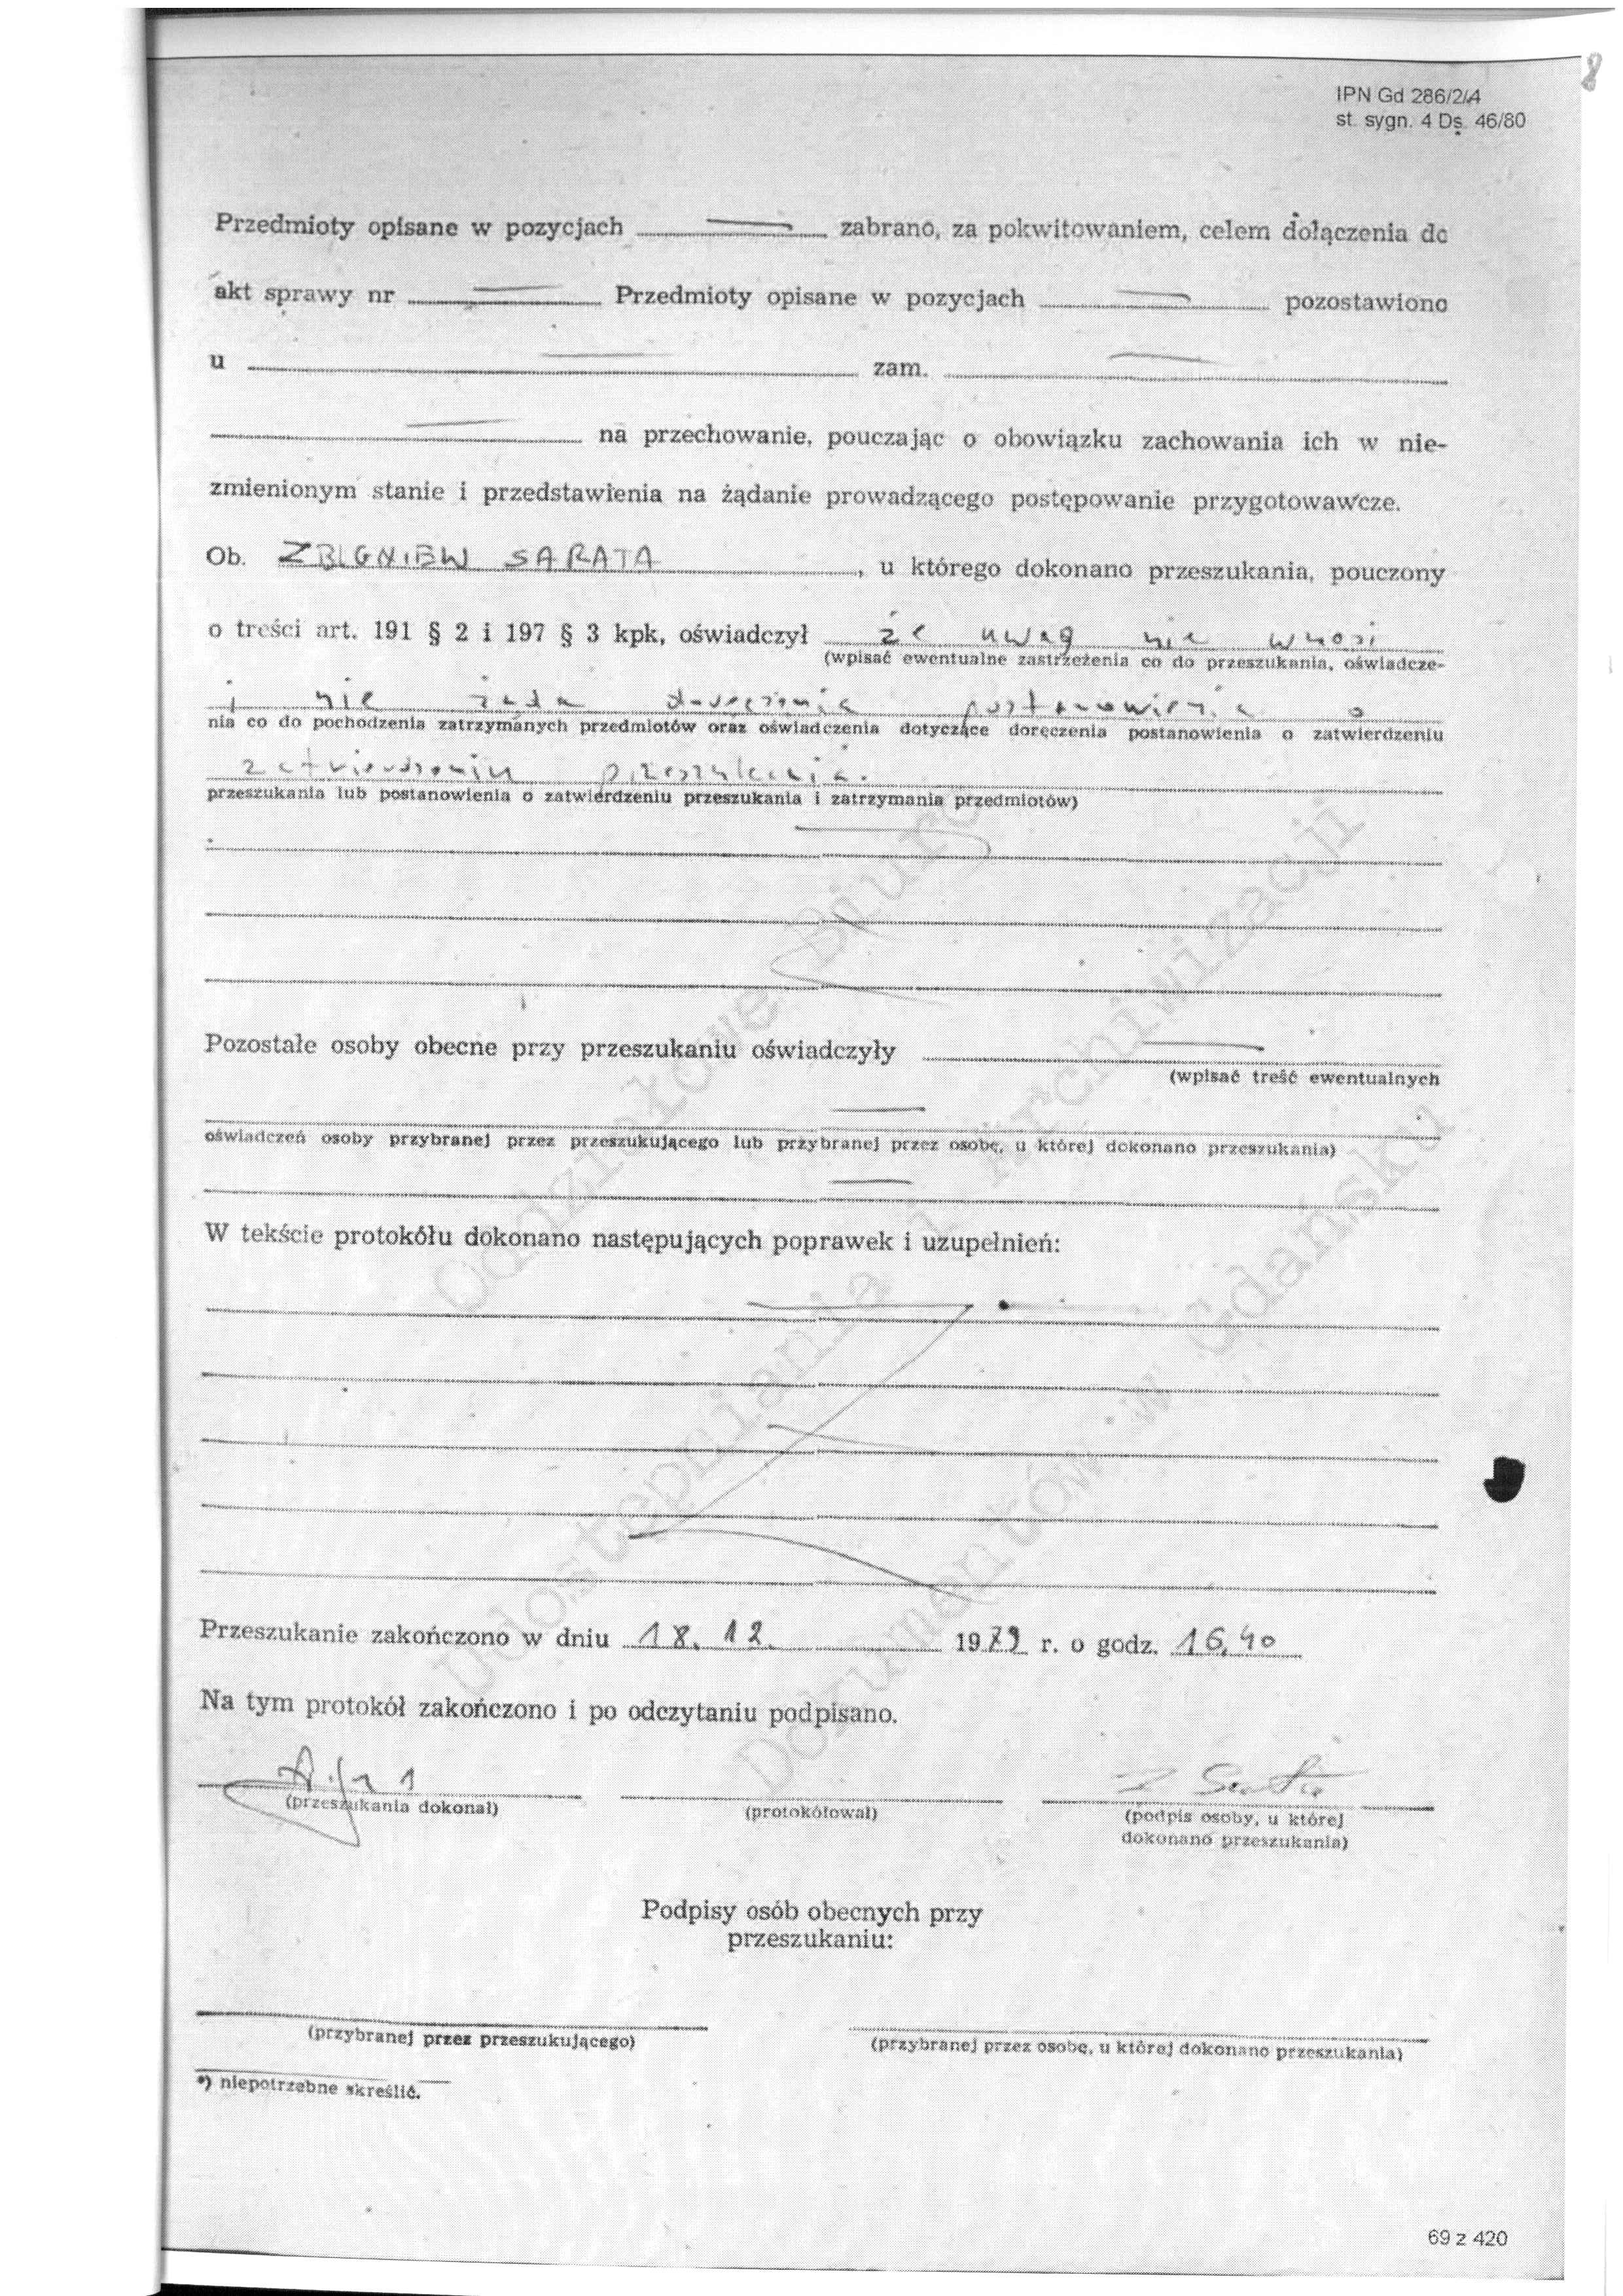 8
IPN Gd 286/2/4
st. sygn. 4 Ds. 46/80
Przedmioty opisane w pozycjach zabrano, za pokwitowaniem, celem dołączenia do
akt sprawy nr Przedmioty opisane w pozycjach pozostawiono
u zam.
na przechowanie, pouczając o obowiązku zachowania ich w nie-
zmienionym stanie i przedstawienia na żądanie prowadzącego postępowanie przygotowawcze.
Ob. ZBIGNIEW SARATA, u którego dokonano przeszukania, pouczony
o treści art. 191 § 2 i 197 § 3 kpk, oświadczył że uwag nie wnosi
(wpisać ewentualne zastrzeżenia co do przeszukania, oświadcze-
i nie żąda doręczenia postanowienia o
nia co do pochodzenia zatrzymanych przedmiotów oraz oświadczenia dotyczące doręczenia postanowienia o zatwierdzeniu
zatwierdzeniu przeszukania.
przeszukania lub postanowienia o zatwierdzeniu przeszukania i zatrzymania przedmiotów)
Pozostałe osoby obecne przy przeszukaniu oświadczyły
(wpisać treść ewentualnych
oświadczeń osoby przybranej przez przeszukującego lub przybranej przez osobę, u której dokonano przeszukania)
W tekście protokółu dokonano następujących poprawek i uzupełnień:
Przeszukanie zakończono w dniu 18. 12. 1979 r. o godz. 16,40
Na tym protokół zakończono i po odczytaniu podpisano.
(przeszukania dokonał) (protokółował) (podpis osoby, u której
dokonano przeszukania)
Podpisy osób obecnych przy
przeszukaniu:
(przybranej przez przeszukującego) (przybranej przez osobę, u której dokonano przeszukania)
*) niepotrzebne skreślić.
Oddziałowe Biuro
Udostępniania i Archiwizacji
Dokumentów w Gdańsku
69 z 420